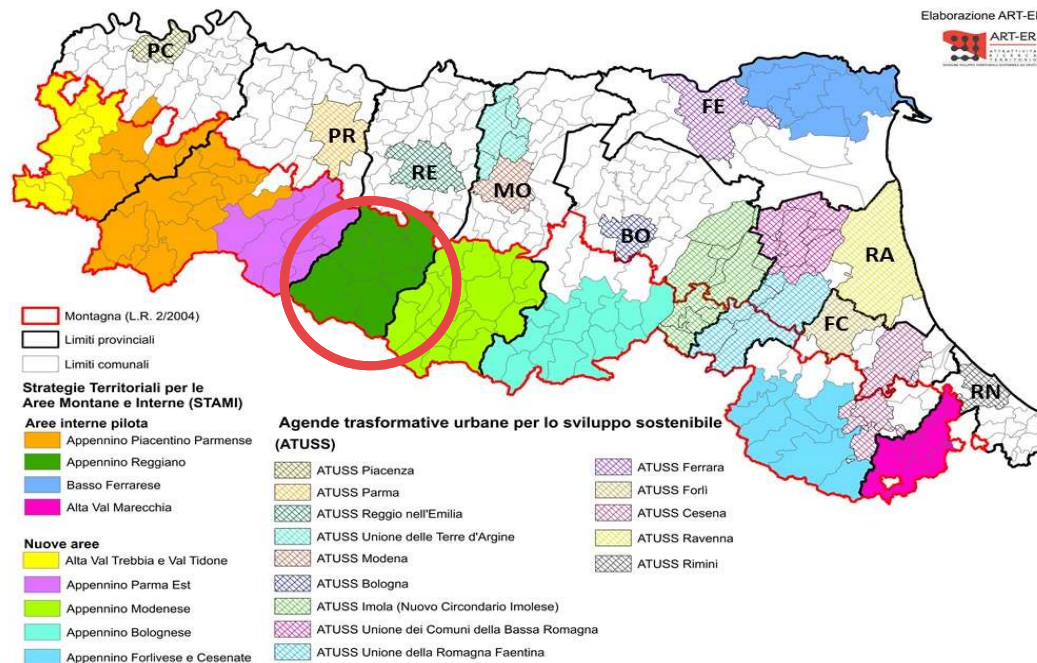 Elaborazione ART-ER
ART-ER
ATTRATTIVITÀ
RICERCA
TERRITORIO
PC
PR
RE
MO
BO
FE
RA
FC
RN
Montagna (L.R. 2/2004)
Limiti provinciali
Limiti comunali
Strategie Territoriali per le
Aree Montane e Interne (STAMI)
Aree interne pilota
Appennino Piacentino Parmense
Appennino Reggiano
Basso Ferrarese
Alta Val Marecchia
Nuove aree
Alta Val Trebbia e Val Tidone
Appennino Parma Est
Appennino Modenese
Appennino Bolognese
Appennino Forlivese e Cesenate
Agende trasformative urbane per lo sviluppo sostenibile
(ATUSS)
ATUSS Piacenza
ATUSS Parma
ATUSS Reggio nell'Emilia
ATUSS Unione delle Terre d'Argine
ATUSS Modena
ATUSS Bologna
ATUSS Imola (Nuovo Circondario Imolese)
ATUSS Unione dei Comuni della Bassa Romagna
ATUSS Unione della Romagna Faentina
ATUSS Ferrara
ATUSS Forlì
ATUSS Cesena
ATUSS Ravenna
ATUSS Rimini